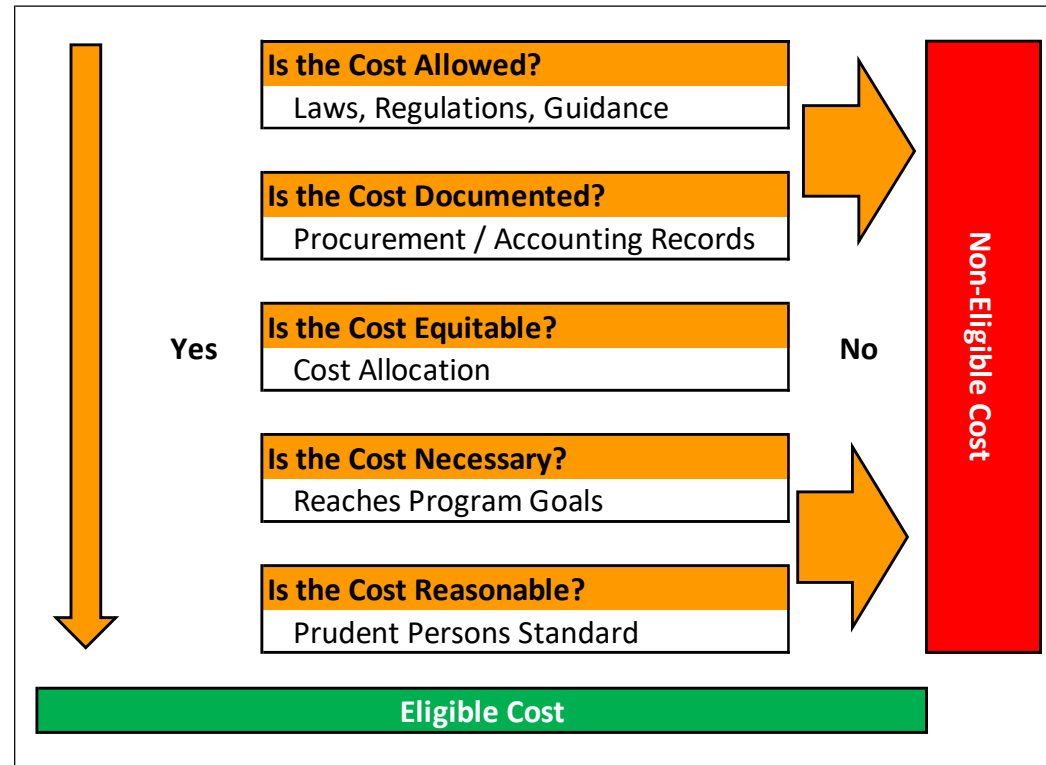 Is the Cost Allowed?
Laws, Regulations, Guidance
Is the Cost Documented?
Procurement / Accounting Records
Yes
Is the Cost Equitable?
Cost Allocation
No
Is the Cost Necessary?
Reaches Program Goals
Is the Cost Reasonable?
Prudent Persons Standard
Non-Eligible Cost
Eligible Cost